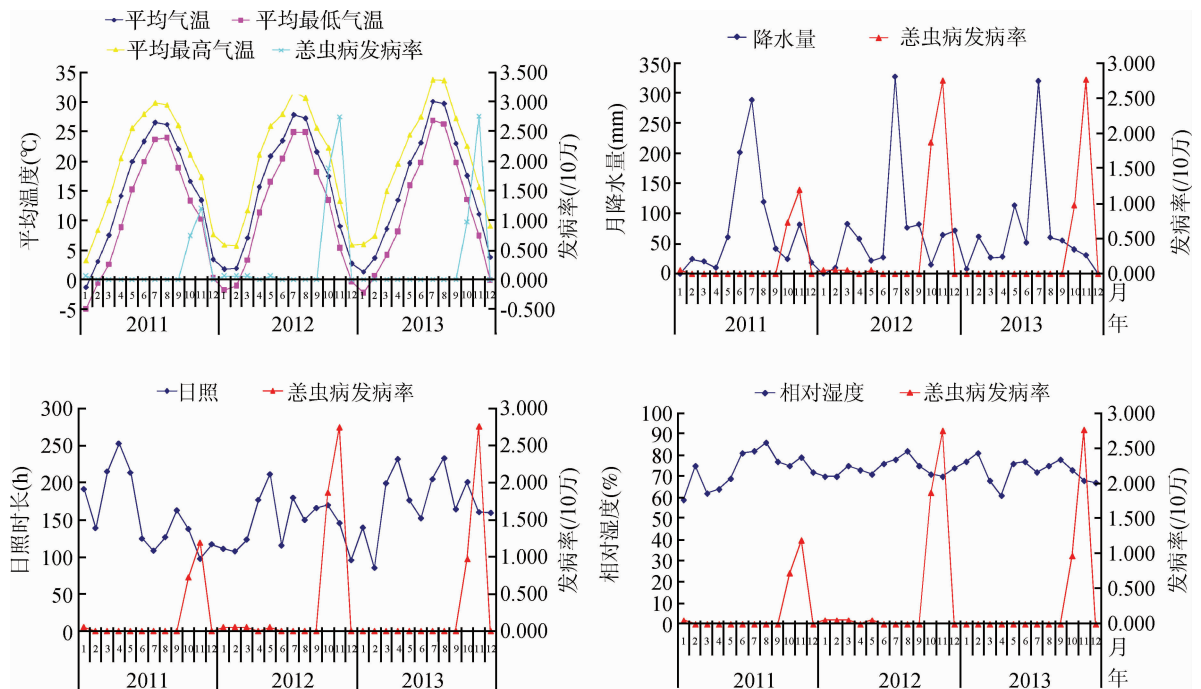 平均气温 平均最低气温
平均最高气温 恙虫病发病率
35 3.500
30 3.000
25 2.500
20 2.000
15 1.500
10 1.000
5 0.500
0 0.000
-5 -0.500
平均温度(℃)
发病率(/10万)
1 2 3 4 5 6 7 8 9 10 11 12 1 2 3 4 5 6 7 8 9 10 11 12 1 2 3 4 5 6 7 8 9 10 11 12
2011 2012 2013
降水量 恙虫病发病率
350 3.000
300 2.500
250
200 2.000
150 1.500
100 1.000
50 0.500
0 0.000
月降水量(mm)
发病率(/10万)
1 2 3 4 5 6 7 8 9 10 11 12 1 2 3 4 5 6 7 8 9 10 11 12 1 2 3 4 5 6 7 8 9 10 11 12 月
2011 2012 2013 年
日照 恙虫病发病率
300 3.000
250 2.500
200 2.000
150 1.500
100 1.000
50 0.500
0 0.000
日照时长(h)
发病率(/10万)
1 2 3 4 5 6 7 8 9 10 11 12 1 2 3 4 5 6 7 8 9 10 11 12 1 2 3 4 5 6 7 8 9 10 11 12
2011 2012 2013
相对湿度 恙虫病发病率
100 3.000
90
80 2.500
70 2.000
60
50 1.500
40
30 1.000
20 0.500
10
0 0.000
相对湿度(%)
发病率(/10万)
1 2 3 4 5 6 7 8 9 10 11 12 1 2 3 4 5 6 7 8 9 10 11 12 1 2 3 4 5 6 7 8 9 10 11 12 月
2011 2012 2013 年